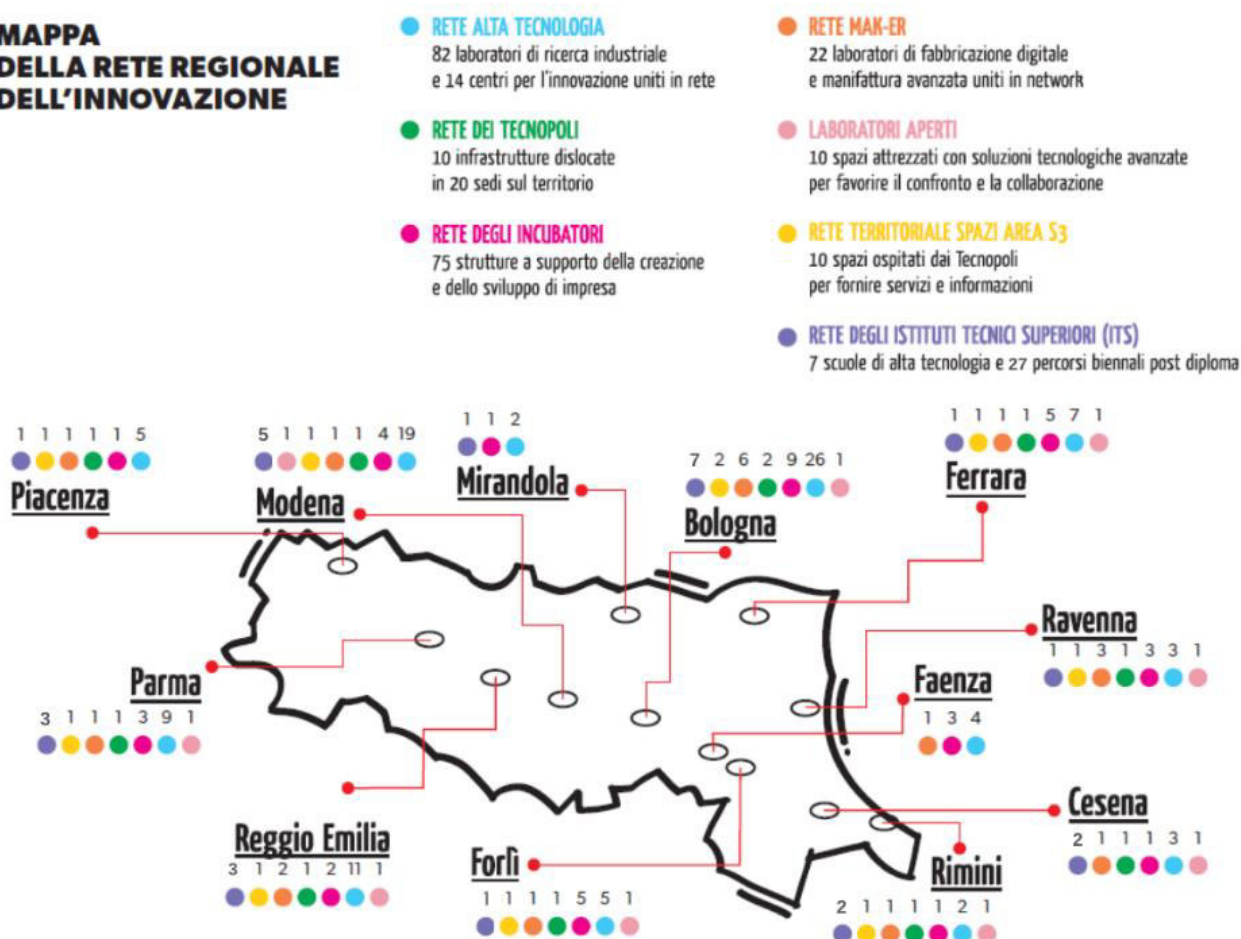 MAPPA
DELLA RETE REGIONALE
DELL'INNOVAZIONE
RETE ALTA TECNOLOGIA
82 laboratori di ricerca industriale
e 14 centri per l'innovazione uniti in rete
RETE DEI TECNOPOLI
10 infrastrutture dislocate
in 20 sedi sul territorio
RETE DEGLI INCUBATORI
75 strutture a supporto della creazione
e dello sviluppo di impresa
RETE MAK-ER
22 laboratori di fabbricazione digitale
e manifattura avanzata uniti in network
LABORATORI APERTI
10 spazi attrezzati con soluzioni tecnologiche avanzate
per favorire il confronto e la collaborazione
RETE TERRITORIALE SPAZI AREA S3
10 spazi ospitati dai Tecnopoli
per fornire servizi e informazioni
RETE DEGLI ISTITUTI TECNICI SUPERIORI (ITS)
7 scuole di alta tecnologia e 27 percorsi biennali post diploma
1 1 1 1 1 5
Piacenza
5 1 1 1 1 4 19
Modena
1 1 2
Mirandola
7 2 6 2 9 26 1
Bologna
1 1 1 1 5 7 1
Ferrara
Ravenna
1 1 3 1 3 3 1
Parma
3 1 1 1 3 9 1
Faenza
1 3 4
Reggio Emilia
3 1 2 1 2 11 1
Forlì
1 1 1 1 5 5 1
Cesena
2 1 1 1 3 1
Rimini
2 1 1 1 1 2 1